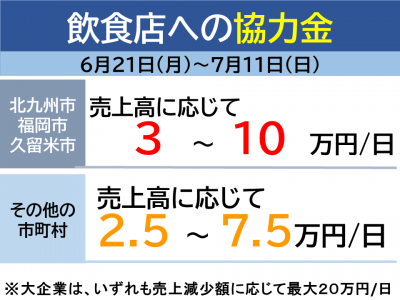 飲食店への協力金
6月21日(月)～7月11日(日)
北九州市
福岡市
久留米市
売上高に応じて
3 ～ 10 万円/日
その他の
市町村
売上高に応じて
2.5 ～ 7.5万円/日
※大企業は、いずれも売上減少額に応じて最大20万円/日